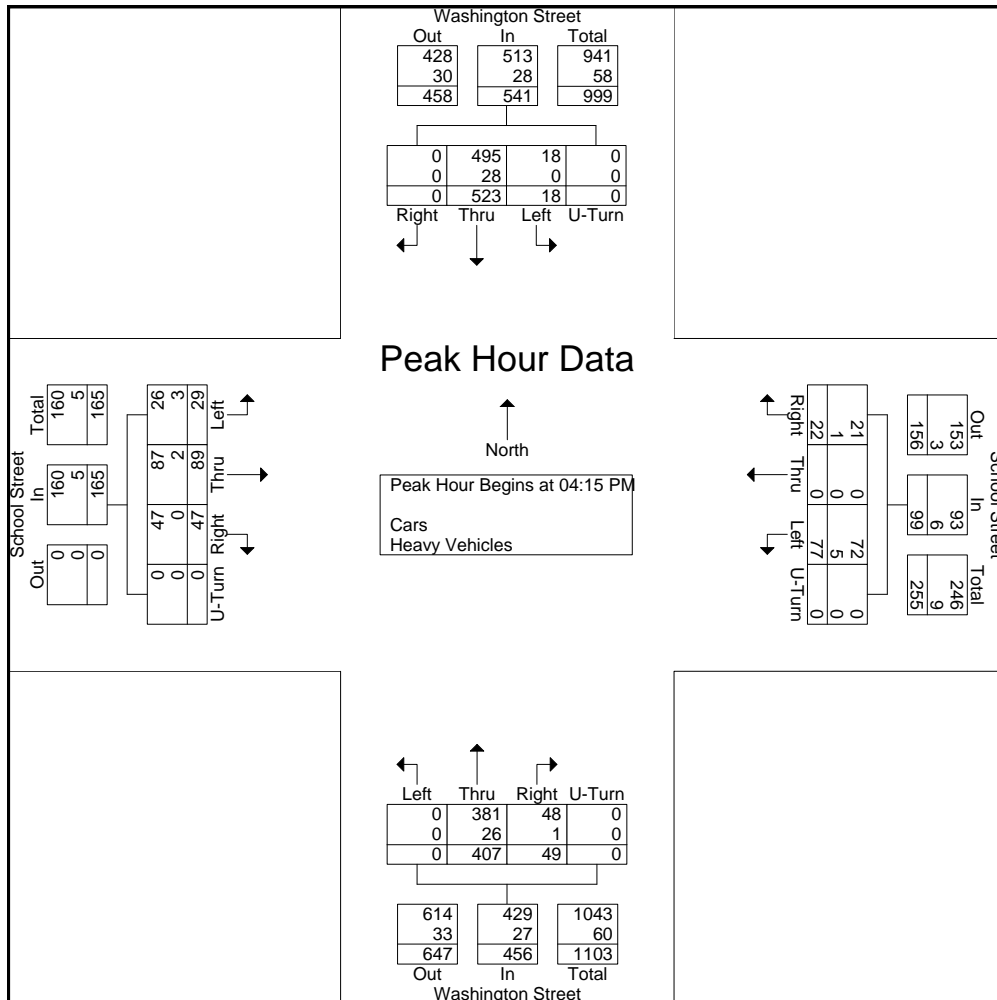 Washington Street
Out In Total
428 513 941
30 28 58
458 541 999
0 495 18 0
0 28 0 0
0 523 18 0
Right Thru Left U-Turn
Peak Hour Data
North
Peak Hour Begins at 04:15 PM
Cars
Heavy Vehicles
School Street
Out In Total
0 160 160
0 5 5
0 165 165
Left Thru Right U-Turn
26 87 47 0
3 2 0 0
29 89 47 0
School Street
Out In Total
153 93 246
3 6 9
156 99 255
Right Thru Left U-Turn
21 0 72 0
1 0 5 0
22 0 77 0
Left Thru Right U-Turn
0 381 48 0
0 26 1 0
0 407 49 0
614 429 1043
33 27 60
647 456 1103
Out In Total
Washington Street